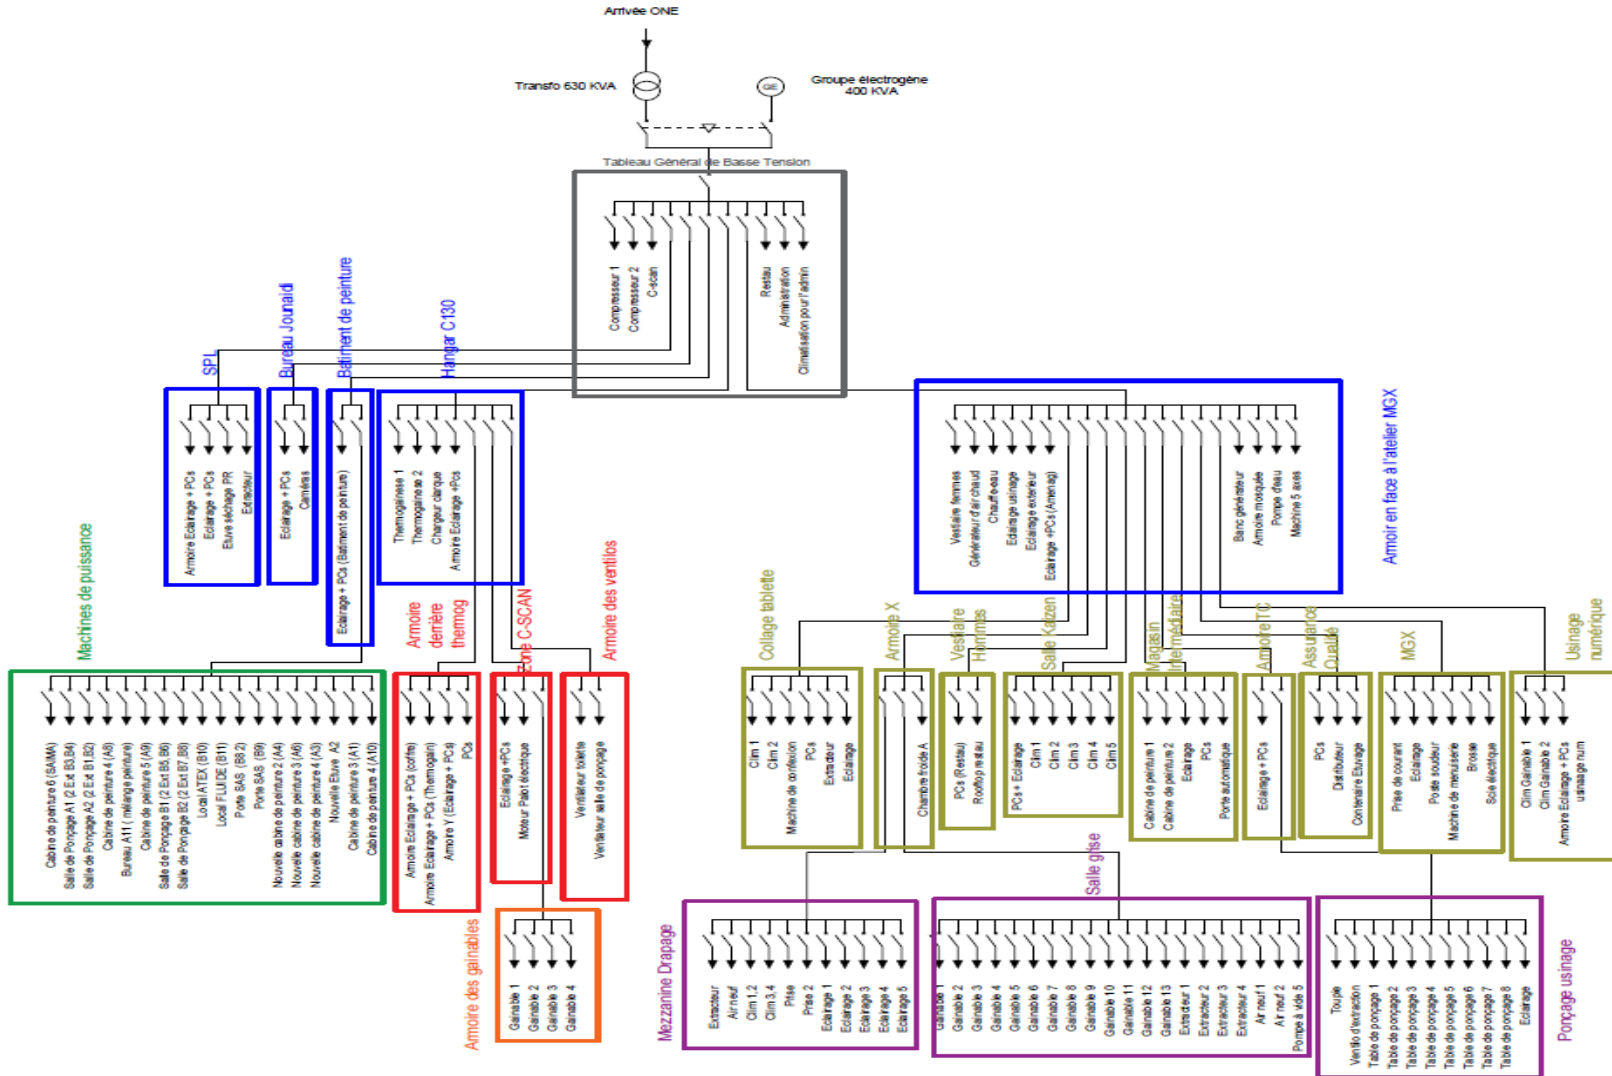 Arrivée ONE
Transfo 630 KVA
Groupe électrogène
400 KVA
GE
Tableau Général de Basse Tension
Compresseur 1
Compresseur 2
C-scan
Restau
Administration
Climatisation pour l'admin
SPL
Bureau Jounaidi
Batiment de peinture
Hangar C130
Armoir en face à l'atelier MGX
Armoire Eclairage + PCs
Eclairage + PCs
Etuve séchage PR
Extracteur
Eclairage + PCs
Caméras
Eclairage + PCs (Batiment de peinture)
Thermogainese 1
Thermogainese 2
Chargeur clarque
Armoire Eclairage +Pcs
Vestiaire femmes
Générateur d'air chaud
Chauffe-eau
Eclairage usinage
Eclairage exterieur
Eclairage +PCs (Amenag)
Banc générateur
Armoire mosquée
Pompe d'eau
Machine 5 axes
Machines de puissance
Armoire
derrière
thermog
Zone C-SCAN
Armoire des ventilos
Collage tablette
Armoire X
Vestiaire
Hommes
Salle Kaizen
Magasin
Intermédiaire
Armoire TC
Assurance
Qualité
MGX
Usinage
numérique
Cabine de peinture 6 (SAIMA)
Salle de Ponçage A1 (2 Ext B3,B4)
Salle de Ponçage A2 (2 Ext B1,B2)
Cabine de peinture 4 (A8)
Bureau A11 ( mélange peinture)
Cabine de peinture 5 (A9)
Salle de Ponçage B1 (2 Ext B5,B6)
Salle de Ponçage B2 (2 Ext B7,B8)
Local ATEX (B10)
Local FLUIDE (B11)
Porte SAS (B8 2)
Porte SAS (B9)
Nouvelle cabine de peinture 2 (A4)
Nouvelle cabine de peinture 3 (A6)
Nouvelle cabine de peinture 4 (A3)
Nouvelle Etuve A2
Cabine de peinture 3 (A1)
Cabine de peinture 4 (A10)
Armoire Eclairage + PCs (coffre)
Armoire Eclairage + PCs (Thermogain)
Armoire Y (Eclairage + PCs)
PCs
Eclairage +PCs
Moteur Palot électrique
Ventilateur toilette
Ventilateur salle de ponçage
Clim 1
Clim 2
Machine de confexion
PCs
Extracteur
Eclairage
Chambre froide A
PCs (Restau)
Rooftop restau
PCs + Eclairage
Clim 1
Clim 2
Clim 3
Clim 4
Clim 5
Cabine de peinture 1
Cabine de peinture 2
Eclairage
PCs
Porte automatique
Eclairage + PCs
PCs
Distributeur
Contenaire Etuvage
Prise de courant
Eclairage
Poste soudeur
Machine de menuiserie
Brosse
Scie électrique
Clim Gainable 1
Clim Gainable 2
Armoire Eclairage + PCs
usinage num
Armoire des gainables
Mezzanine Drapage
Salle grise
Ponçage usinage
Gainable 1
Gainable 2
Gainable 3
Gainable 4
Extracteur
Air neuf
Clim 1,2
Clim 3,4
Prise
Prise 2
Eclairage 1
Eclairage 2
Eclairage 3
Eclairage 4
Eclairage 5
Gainable 1
Gainable 2
Gainable 3
Gainable 4
Gainable 5
Gainable 6
Gainable 7
Gainable 8
Gainable 9
Gainable 10
Gainable 11
Gainable 12
Gainable 13
Extracteur 1
Extracteur 2
Extracteur 3
Extracteur 4
Air neuf 1
Air neuf 2
Pompe à vide 5
Toupie
Ventilo d'extraction
Table de ponçage 1
Table de ponçage 2
Table de ponçage 3
Table de ponçage 4
Table de ponçage 5
Table de ponçage 6
Table de ponçage 7
Table de ponçage 8
Eclairage